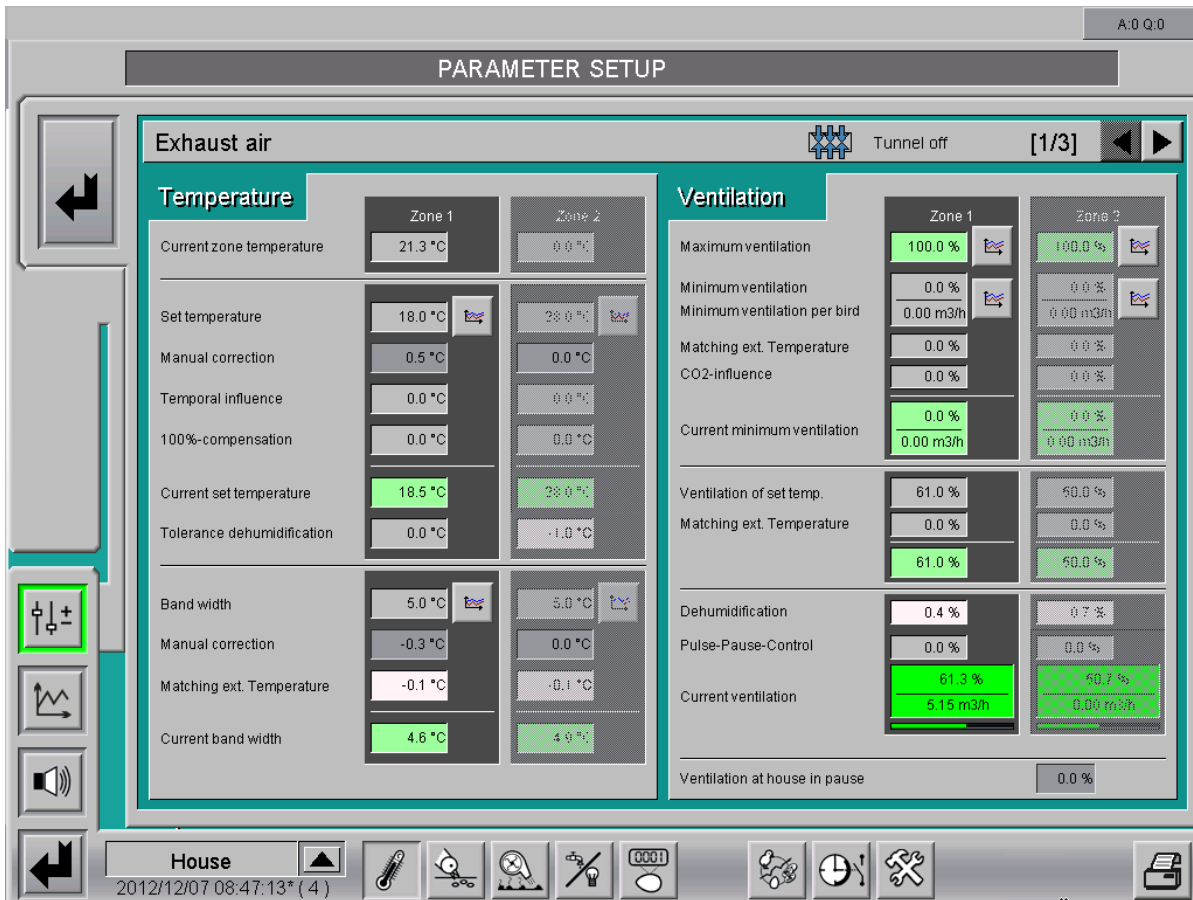 A:0 Q:0
PARAMETER SETUP
Exhaust air
Tunnel off
[1/3]
Temperature
Zone 1 Zone 2
Current zone temperature 21.3 °C 0.0 °C
Set temperature 18.0 °C 28.0 °C
Manual correction 0.5 °C 0.0 °C
Temporal influence 0.0 °C 0.0 °C
100%-compensation 0.0 °C 0.0 °C
Current set temperature 18.5 °C 28.0 °C
Tolerance dehumidification 0.0 °C -1.0 °C
Band width 5.0 °C 5.0 °C
Manual correction -0.3 °C 0.0 °C
Matching ext. Temperature -0.1 °C -0.1 °C
Current band width 4.6 °C 4.9 °C
Ventilation
Zone 1 Zone 2
Maximum ventilation 100.0 % 100.0 %
Minimum ventilation 0.0 % 0.0 %
Minimum ventilation per bird 0.00 m3/h 0.00 m3/h
Matching ext. Temperature 0.0 % 0.0 %
CO2-influence 0.0 % 0.0 %
Current minimum ventilation 0.0 % 0.0 %
0.00 m3/h 0.00 m3/h
Ventilation of set temp. 61.0 % 50.0 %
Matching ext. Temperature 0.0 % 0.0 %
61.0 % 50.0 %
Dehumidification 0.4 % 0.7 %
Pulse-Pause-Control 0.0 % 0.0 %
Current ventilation 61.3 % 50.7 %
5.15 m3/h 0.00 m3/h
Ventilation at house in pause 0.0 %
House
2012/12/07 08:47:13* ( 4 )
0001